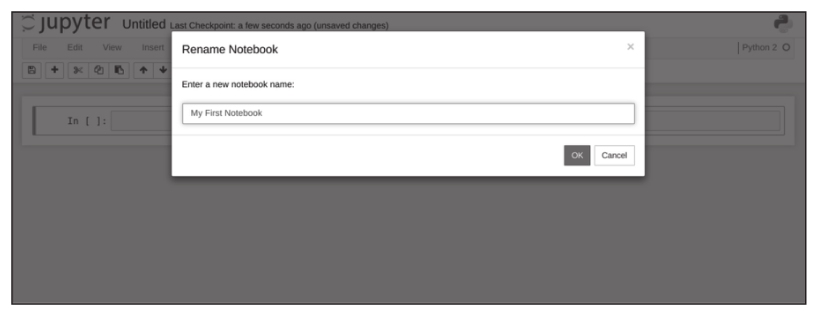 jupyter Untitled Last Checkpoint: a few seconds ago (unsaved changes)
File Edit View Insert Python 2
Rename Notebook ×
Enter a new notebook name:
My First Notebook
In [ ]:
OK Cancel